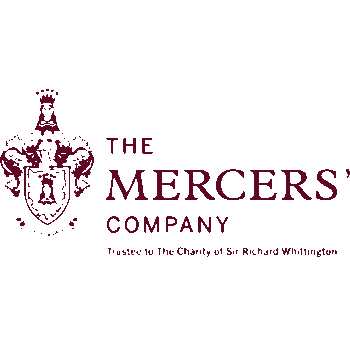 THE
MERCERS'
COMPANY
Trustee to The Charity of Sir Richard Whittington